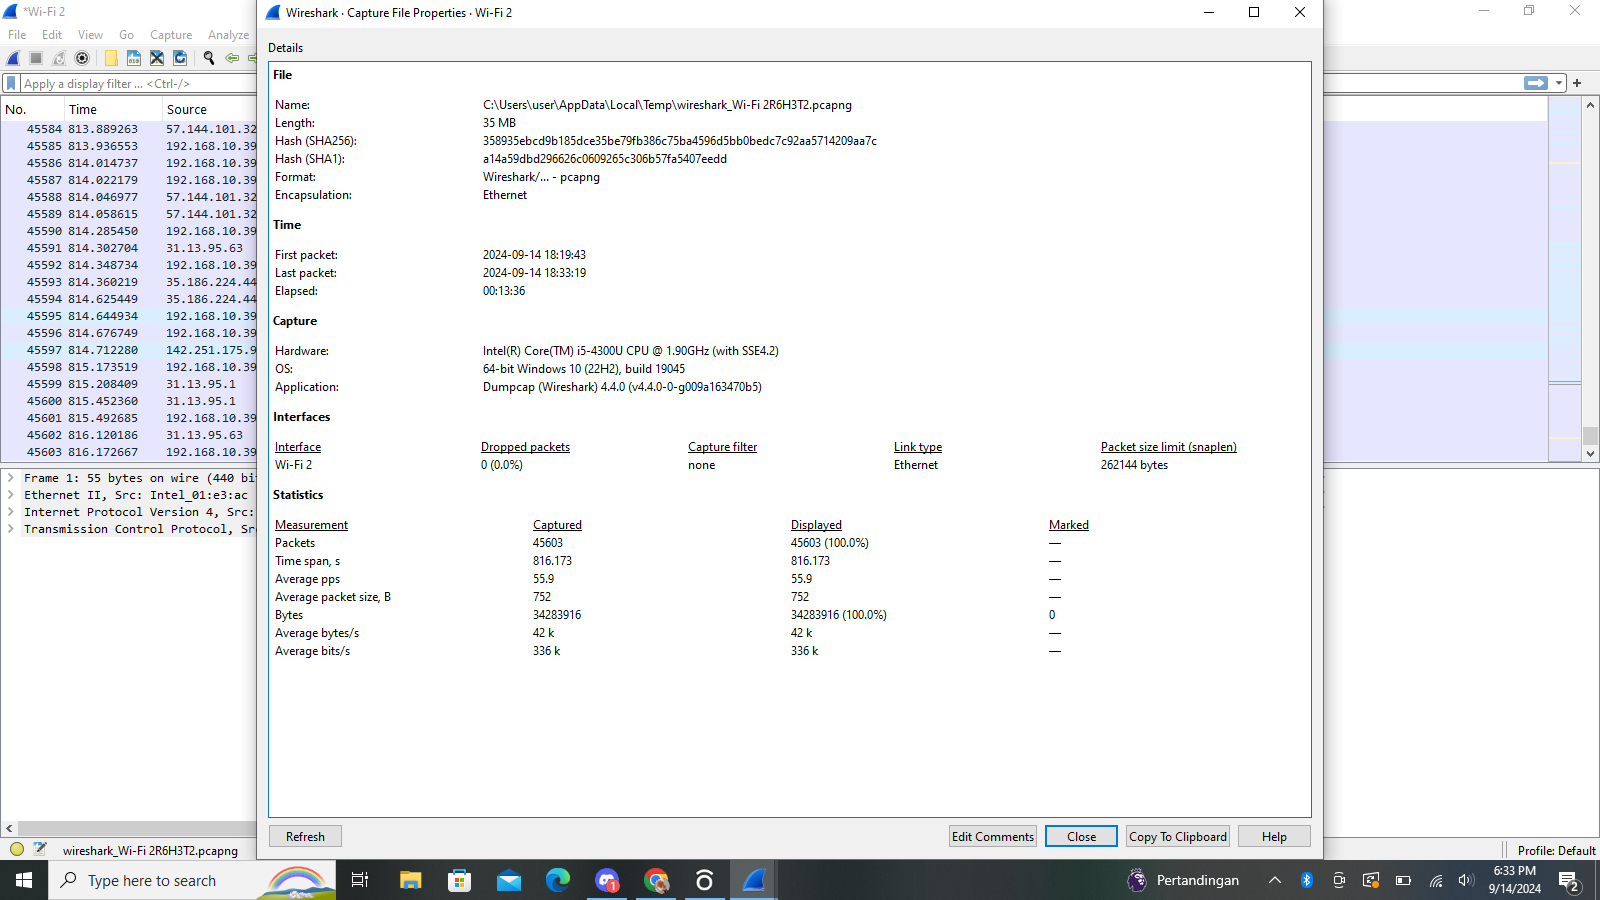 *Wi-Fi 2
Wireshark · Capture File Properties · Wi-Fi 2
File Edit View Go Capture Analyze
Apply a display filter ... <Ctrl-/>
No. Time Source
45584 813.889263 57.144.101.32
45585 813.936553 192.168.10.39
45586 814.014737 192.168.10.39
45587 814.022179 192.168.10.39
45588 814.046977 57.144.101.32
45589 814.058615 57.144.101.32
45590 814.285450 192.168.10.39
45591 814.302704 31.13.95.63
45592 814.348734 192.168.10.39
45593 814.360219 35.186.224.44
45594 814.625449 35.186.224.44
45595 814.644934 192.168.10.39
45596 814.676749 192.168.10.39
45597 814.712280 142.251.175.9
45598 815.173519 192.168.10.39
45599 815.208409 31.13.95.1
45600 815.452360 31.13.95.1
45601 815.492685 192.168.10.39
45602 816.120186 31.13.95.63
45603 816.172667 192.168.10.39
Frame 1: 55 bytes on wire (440 bi
Ethernet II, Src: Intel_01:e3:ac
Internet Protocol Version 4, Src:
Transmission Control Protocol, Sr
Details
File
Name: C:\Users\user\AppData\Local\Temp\wireshark_Wi-Fi 2R6H3T2.pcapng
Length: 35 MB
Hash (SHA256): 358935ebcd9b185dce35be79fb386c75ba4596d5bb0bedc7c92aa5714209aa7c
Hash (SHA1): a14a59dbd296626c0609265c306b57fa5407eedd
Format: Wireshark/... - pcapng
Encapsulation: Ethernet
Time
First packet: 2024-09-14 18:19:43
Last packet: 2024-09-14 18:33:19
Elapsed: 00:13:36
Capture
Hardware: Intel(R) Core(TM) i5-4300U CPU @ 1.90GHz (with SSE4.2)
OS: 64-bit Windows 10 (22H2), build 19045
Application: Dumpcap (Wireshark) 4.4.0 (v4.4.0-0-g009a163470b5)
Interfaces
Interface Dropped packets Capture filter Link type Packet size limit (snaplen)
Wi-Fi 2 0 (0.0%) none Ethernet 262144 bytes
Statistics
Measurement Captured Displayed Marked
Packets 45603 45603 (100.0%) —
Time span, s 816.173 816.173 —
Average pps 55.9 55.9 —
Average packet size, B 752 752 —
Bytes 34283916 34283916 (100.0%) 0
Average bytes/s 42 k 42 k —
Average bits/s 336 k 336 k —
Refresh Edit Comments Close Copy To Clipboard Help
wireshark_Wi-Fi 2R6H3T2.pcapng Profile: Default
Type here to search 1 Pertandingan 6:33 PM
9/14/2024 2